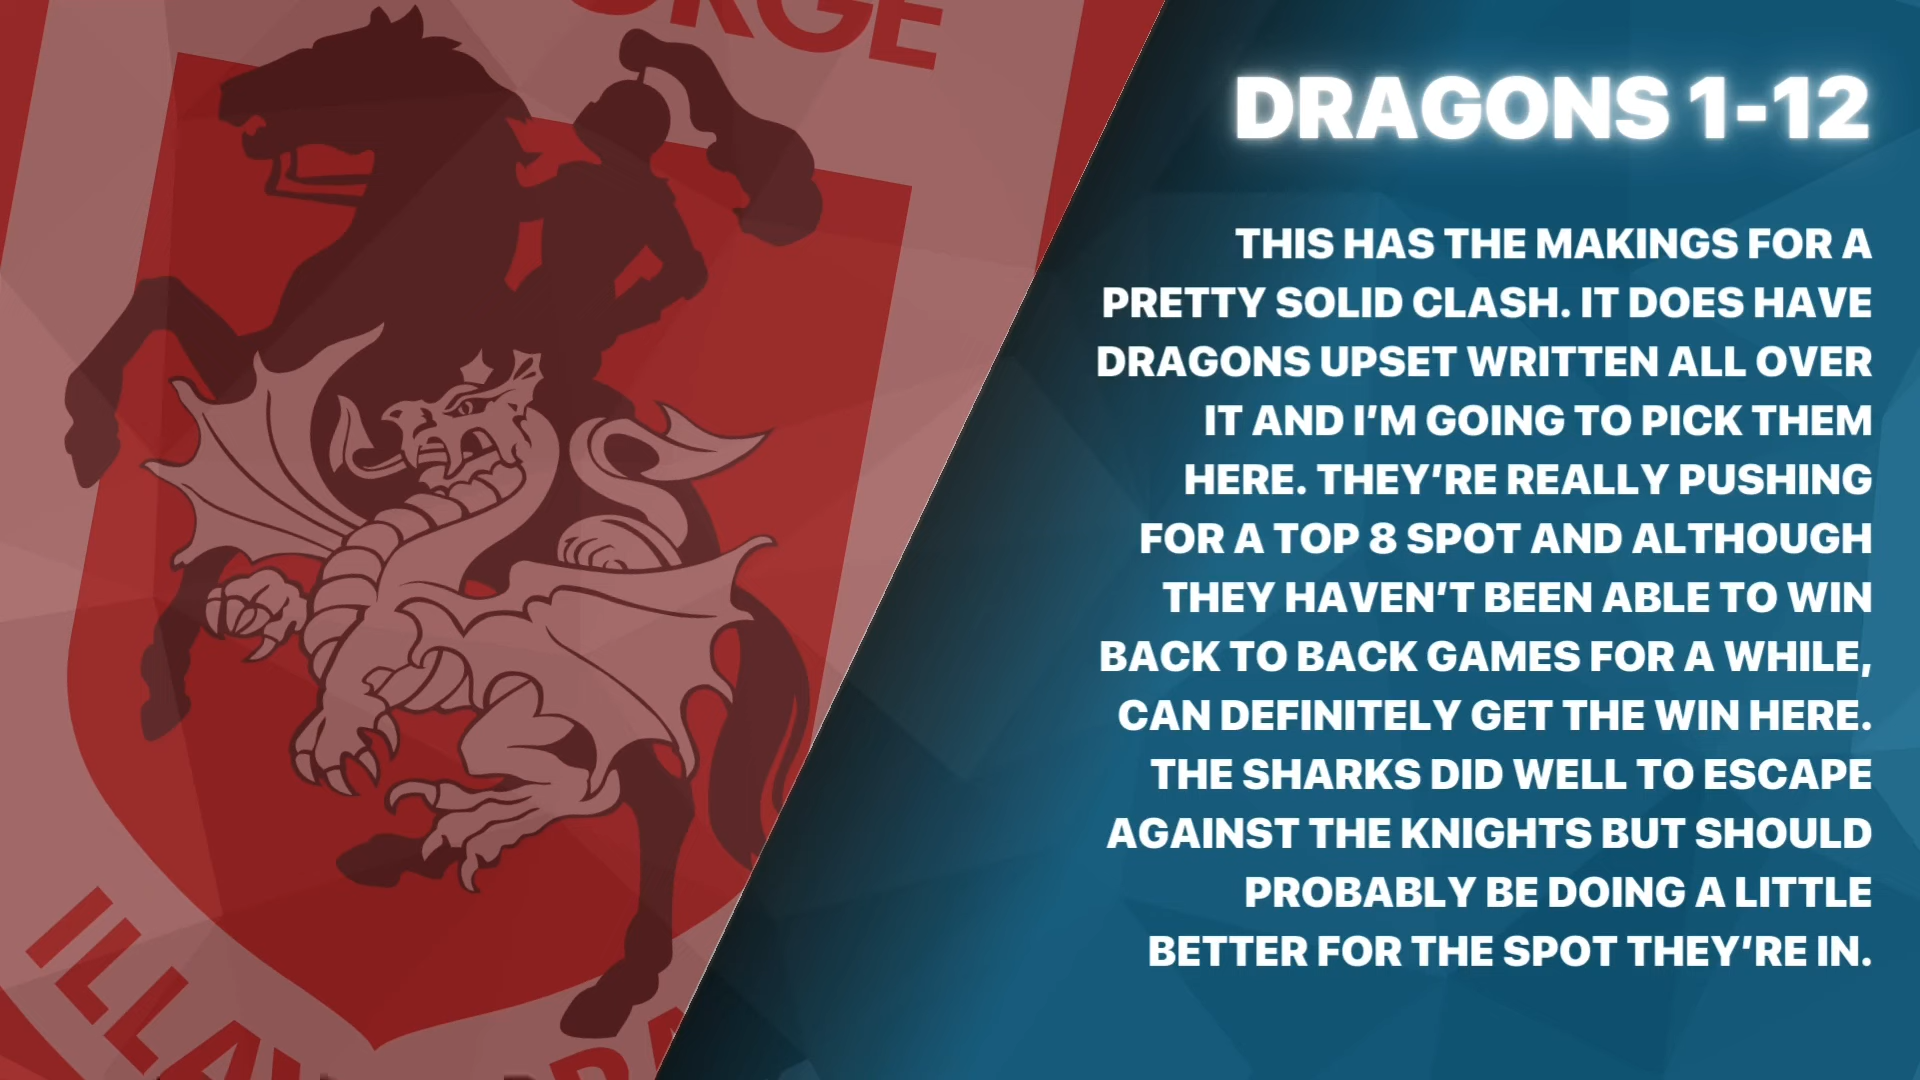 ORGE
DRAGONS 1-12
THIS HAS THE MAKINGS FOR A
PRETTY SOLID CLASH. IT DOES HAVE
DRAGONS UPSET WRITTEN ALL OVER
IT AND I'M GOING TO PICK THEM
HERE. THEY'RE REALLY PUSHING
FOR A TOP 8 SPOT AND ALTHOUGH
THEY HAVEN'T BEEN ABLE TO WIN
BACK TO BACK GAMES FOR A WHILE,
CAN DEFINITELY GET THE WIN HERE.
THE SHARKS DID WELL TO ESCAPE
AGAINST THE KNIGHTS BUT SHOULD
PROBABLY BE DOING A LITTLE
BETTER FOR THE SPOT THEY'RE IN.